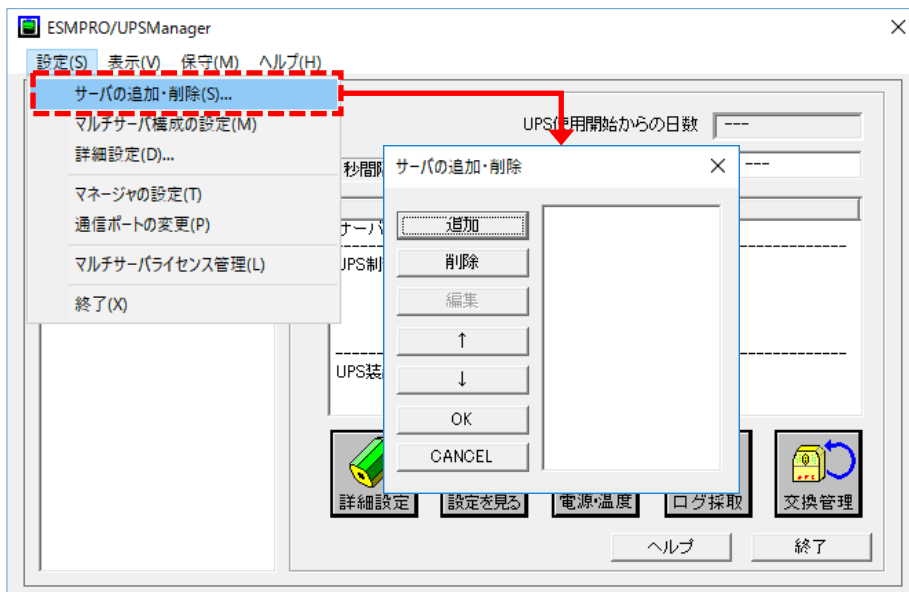 ESMPRO/UPSManager
設定(S) 表示(V) 保守(M) ヘルプ(H)
サーバの追加・削除(S)...
マルチサーバ構成の設定(M)
詳細設定(D)...
マネージャの設定(T)
通信ポートの変更(P)
マルチサーバライセンス管理(L)
終了(X)
UPS使用開始からの日数 ---
秒間 ---
サーバ
UPS制
UPS装
サーバの追加・削除
追加
削除
編集
↑
↓
OK
CANCEL
詳細設定 設定を見る 電源・温度 ログ採取 交換管理
ヘルプ 終了